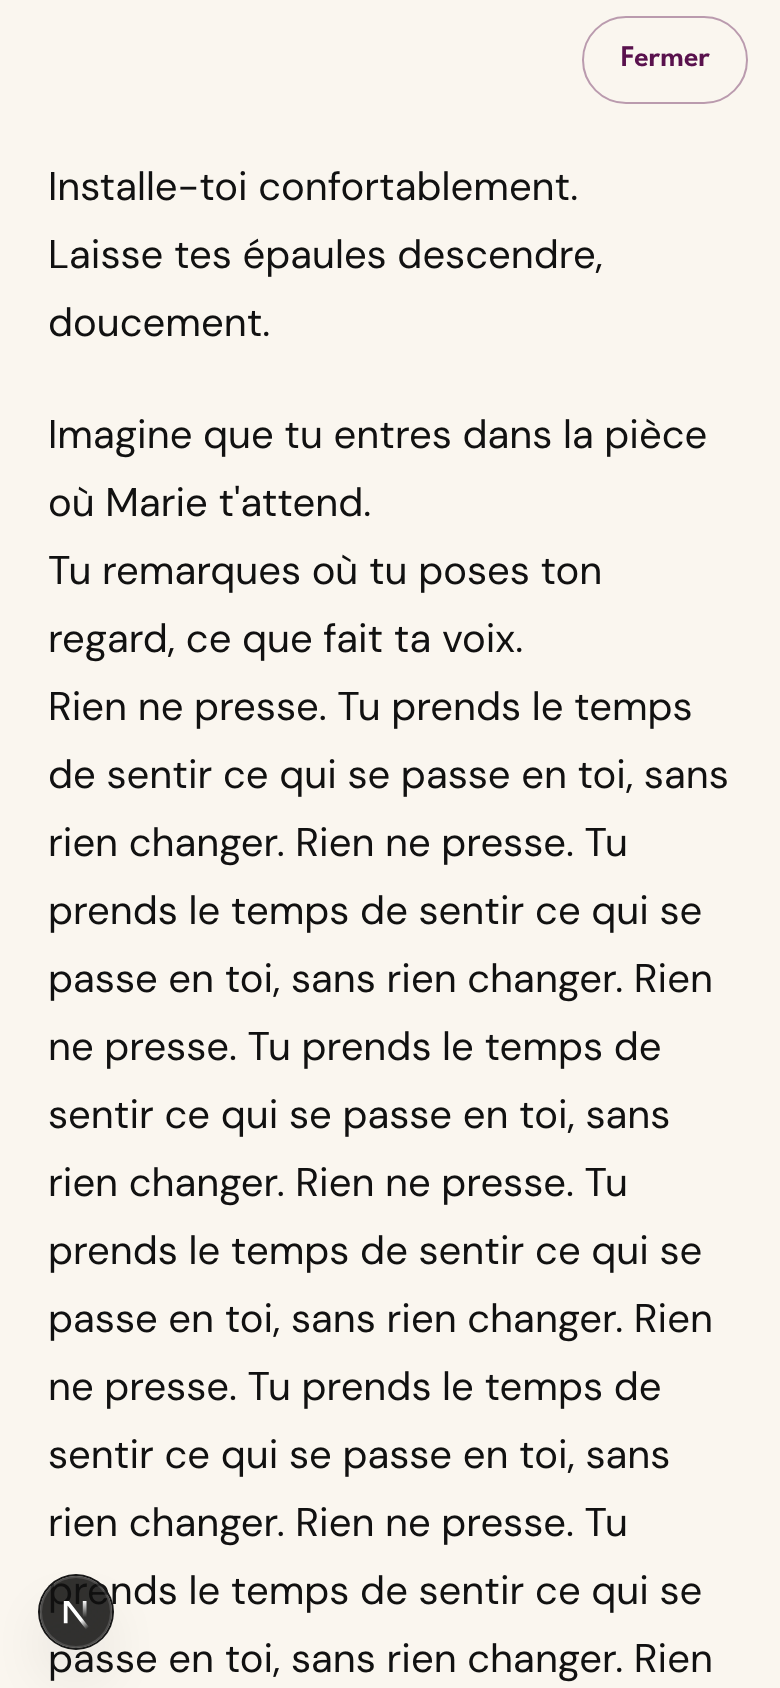 Fermer
Installe-toi confortablement.
Laisse tes épaules descendre,
doucement.
Imagine que tu entres dans la pièce
où Marie t'attend.
Tu remarques où tu poses ton
regard, ce que fait ta voix.
Rien ne presse. Tu prends le temps
de sentir ce qui se passe en toi, sans
rien changer. Rien ne presse. Tu
prends le temps de sentir ce qui se
passe en toi, sans rien changer. Rien
ne presse. Tu prends le temps de
sentir ce qui se passe en toi, sans
rien changer. Rien ne presse. Tu
prends le temps de sentir ce qui se
passe en toi, sans rien changer. Rien
ne presse. Tu prends le temps de
sentir ce qui se passe en toi, sans
rien changer. Rien ne presse. Tu
prends le temps de sentir ce qui se
N
passe en toi, sans rien changer. Rien